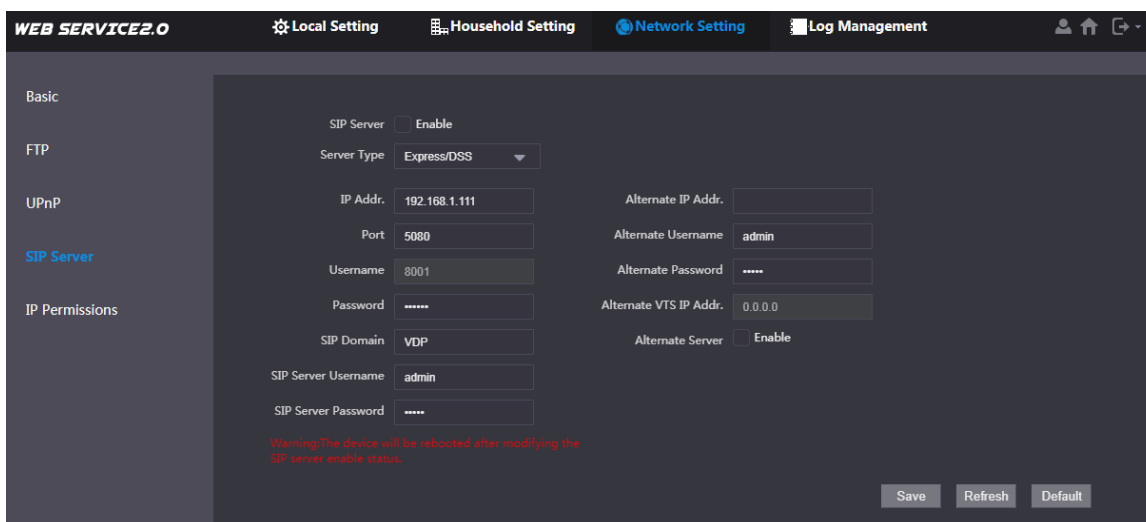 WEB SERVICE2.0
Local Setting
Household Setting
Network Setting
Log Management
Basic
FTP
UPnP
SIP Server
IP Permissions
SIP Server Enable
Server Type Express/DSS
IP Addr. 192.168.1.111 Alternate IP Addr.
Port 5080 Alternate Username admin
Username 8001 Alternate Password •••••
Password •••••• Alternate VTS IP Addr. 0.0.0.0
SIP Domain VDP Alternate Server Enable
SIP Server Username admin
SIP Server Password •••••
Warning:The device will be rebooted after modifying the
SIP server enable status.
Save Refresh Default